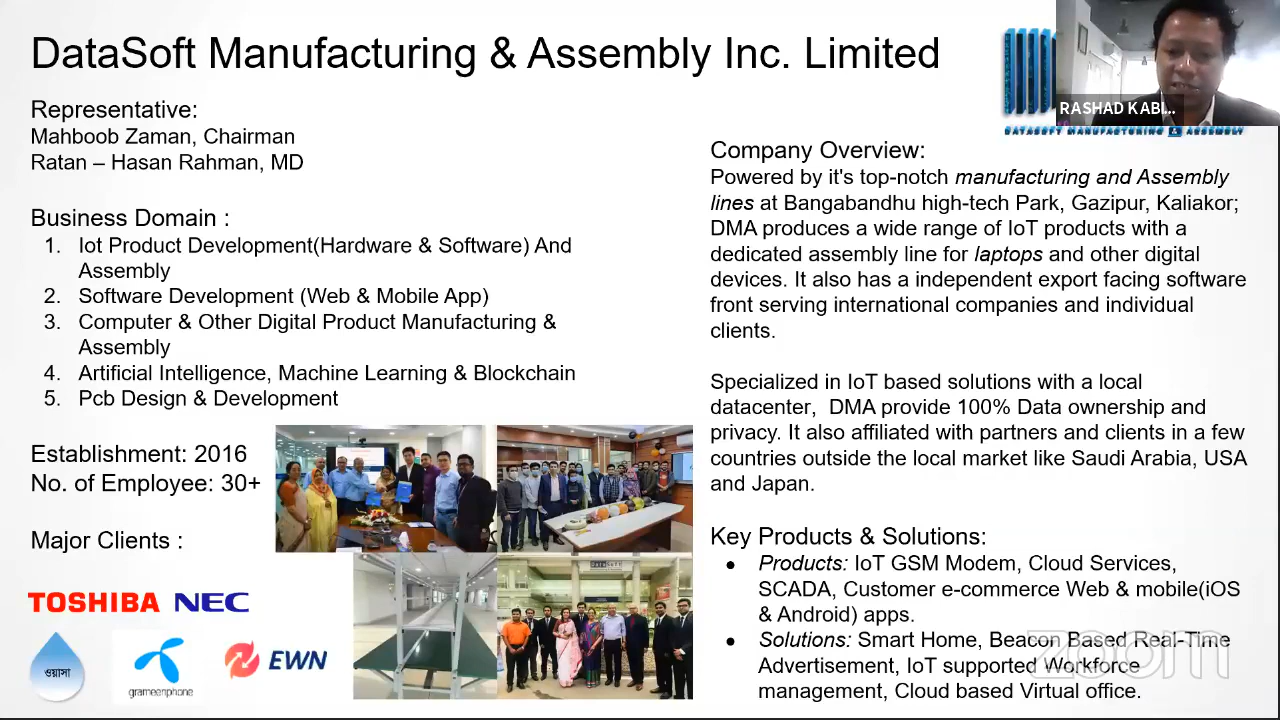 DataSoft Manufacturing & Assembly Inc. Limited
RASHAD KABI...
DATASOFT MANUFACTURING & ASSEMBLY
Representative:
Mahboob Zaman, Chairman
Ratan – Hasan Rahman, MD
Business Domain :
1. Iot Product Development(Hardware & Software) And
Assembly
2. Software Development (Web & Mobile App)
3. Computer & Other Digital Product Manufacturing &
Assembly
4. Artificial Intelligence, Machine Learning & Blockchain
5. Pcb Design & Development
Establishment: 2016
No. of Employee: 30+
Major Clients :
TOSHIBA NEC
ওয়াসা
grameenphone
EWN
DataSoft
Company Overview:
Powered by it's top-notch manufacturing and Assembly
lines at Bangabandhu high-tech Park, Gazipur, Kaliakor;
DMA produces a wide range of IoT products with a
dedicated assembly line for laptops and other digital
devices. It also has a independent export facing software
front serving international companies and individual
clients.
Specialized in IoT based solutions with a local
datacenter, DMA provide 100% Data ownership and
privacy. It also affiliated with partners and clients in a few
countries outside the local market like Saudi Arabia, USA
and Japan.
Key Products & Solutions:
● Products: IoT GSM Modem, Cloud Services,
SCADA, Customer e-commerce Web & mobile(iOS
& Android) apps.
● Solutions: Smart Home, Beacon Based Real-Time
Advertisement, IoT supported Workforce
management, Cloud based Virtual office.
zoom